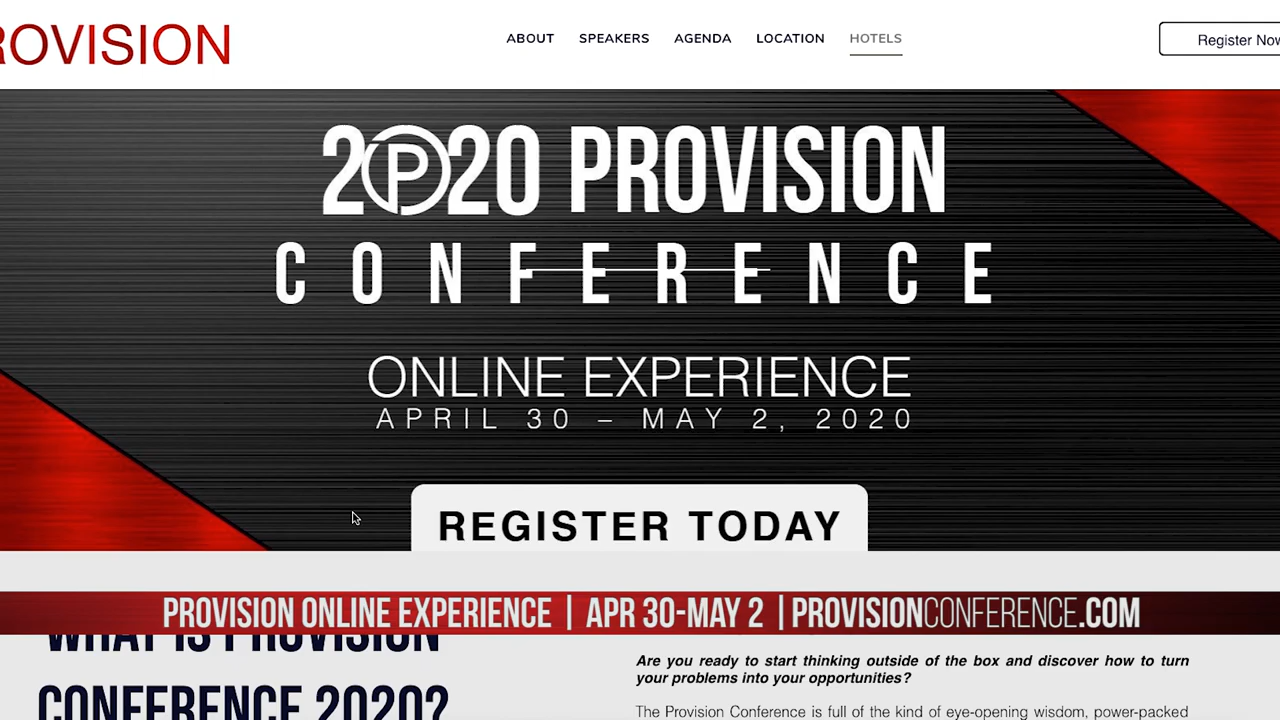 ROVISION
ABOUT SPEAKERS AGENDA LOCATION HOTELS
Register Now
2020 PROVISION
CONFERENCE
ONLINE EXPERIENCE
APRIL 30 – MAY 2, 2020
REGISTER TODAY
PROVISION ONLINE EXPERIENCE | APR 30-MAY 2 | PROVISIONCONFERENCE.COM
WHAT IS PROVISION
CONFERENCE 2020?
Are you ready to start thinking outside of the box and discover how to turn
your problems into your opportunities?
The Provision Conference is full of the kind of eye-opening wisdom, power-packed